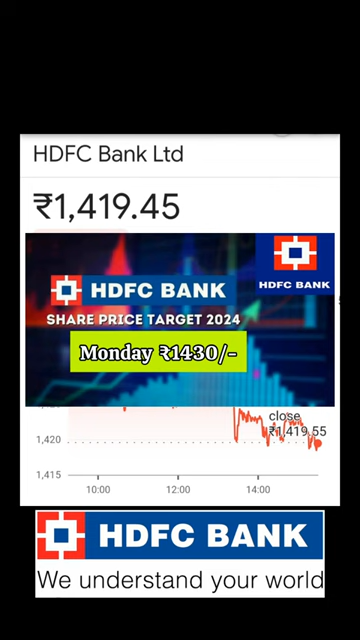 HDFC Bank Ltd
₹1,419.45
HDFC BANK
HDFC BANK
SHARE PRICE TARGET 2024
Monday ₹1430/-
close
₹1,419.55
1,420
1,415
10:00 12:00 14:00
HDFC BANK
We understand your world